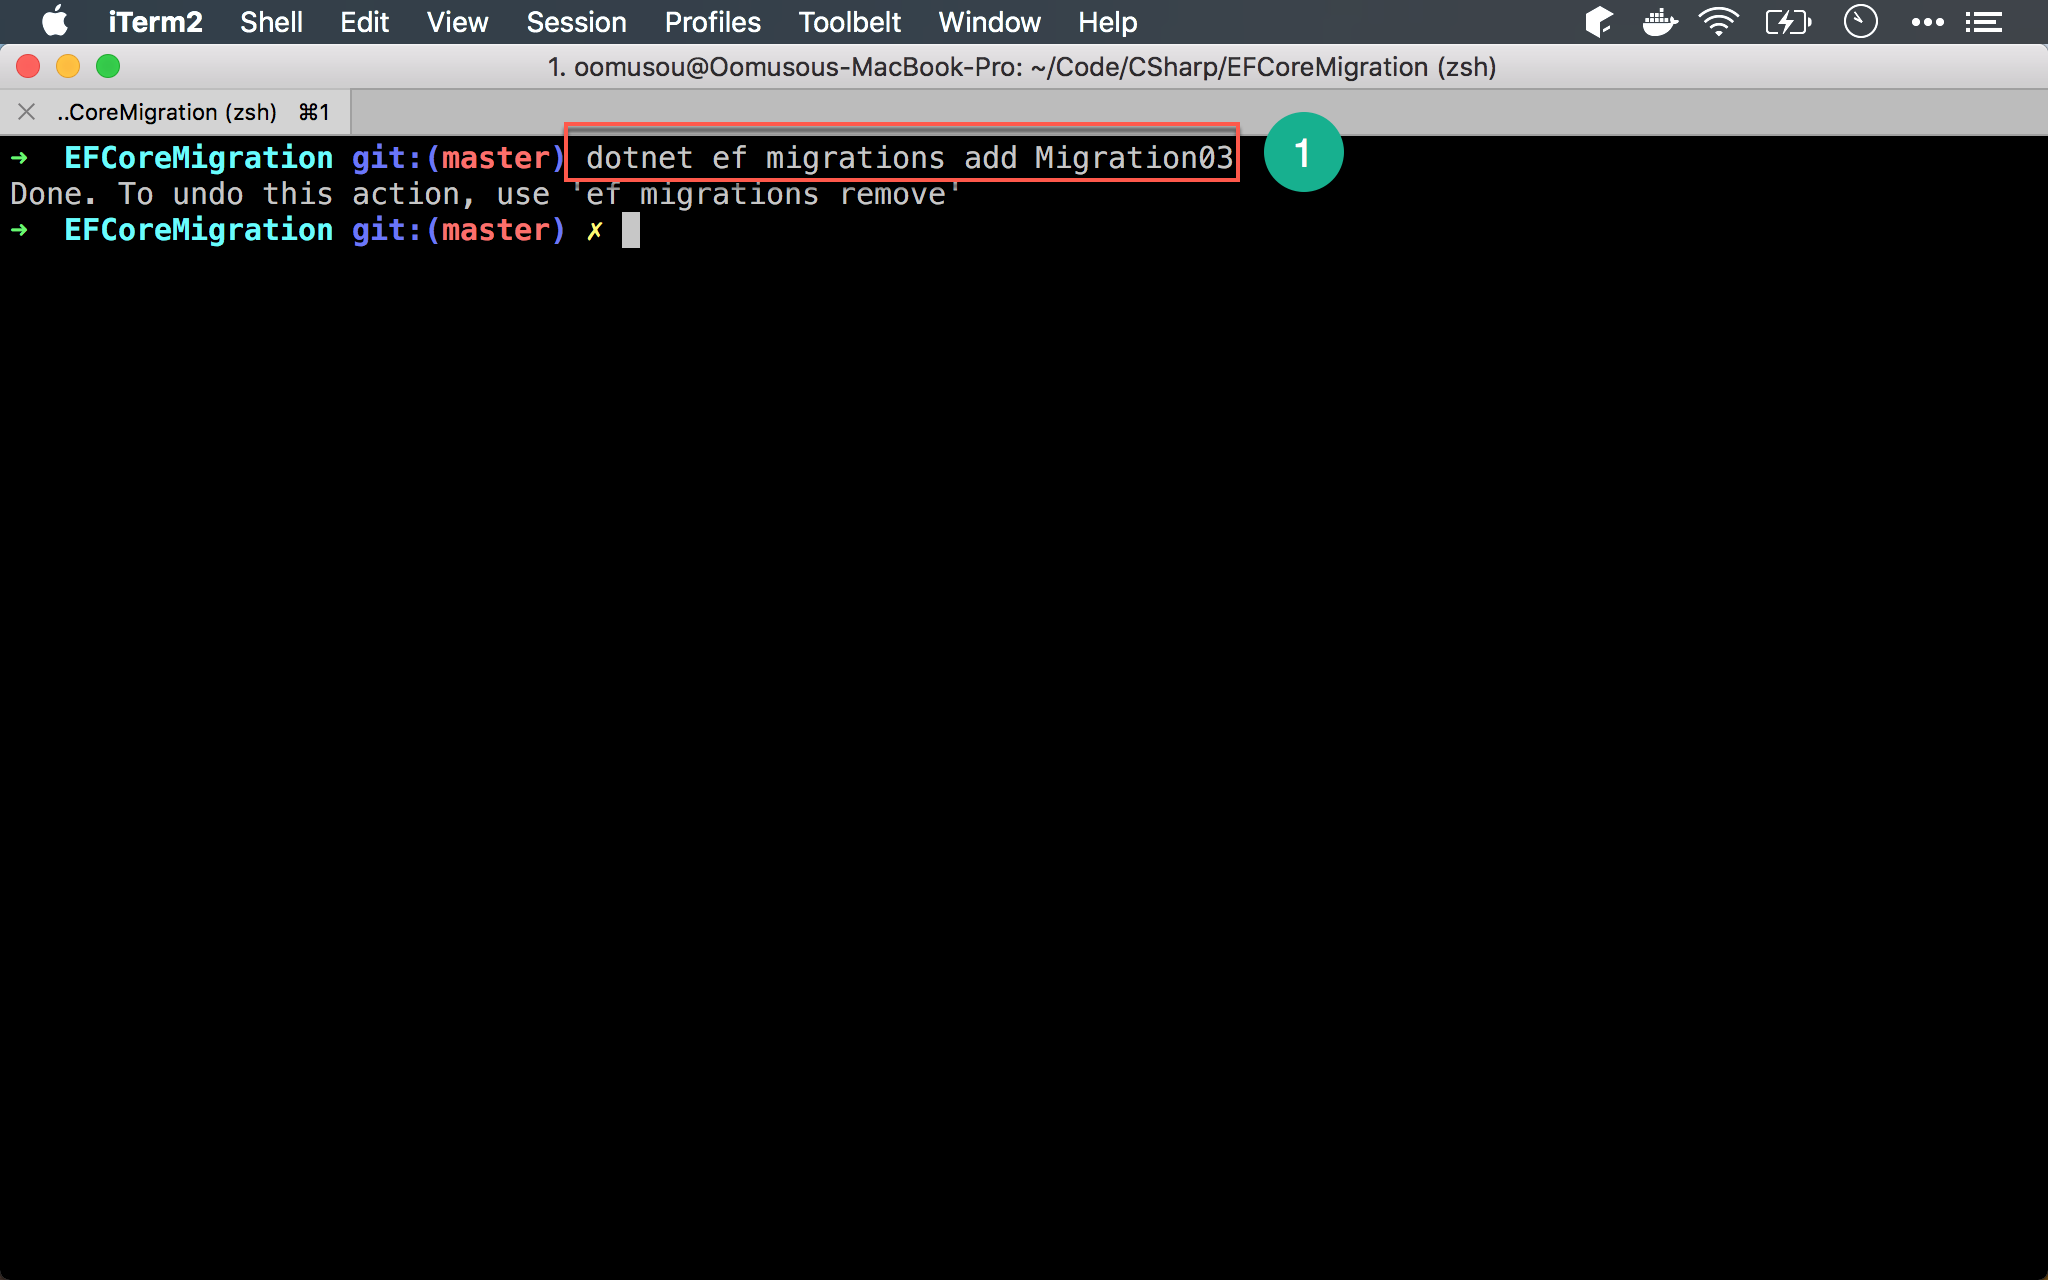 iTerm2 Shell Edit View Session Profiles Toolbelt Window Help
1. oomusou@Oomusous-MacBook-Pro: ~/Code/CSharp/EFCoreMigration (zsh)
..CoreMigration (zsh) ⌘1
➜ EFCoreMigration git:(master) dotnet ef migrations add Migration03
1
Done. To undo this action, use 'ef migrations remove'
➜ EFCoreMigration git:(master) ✗